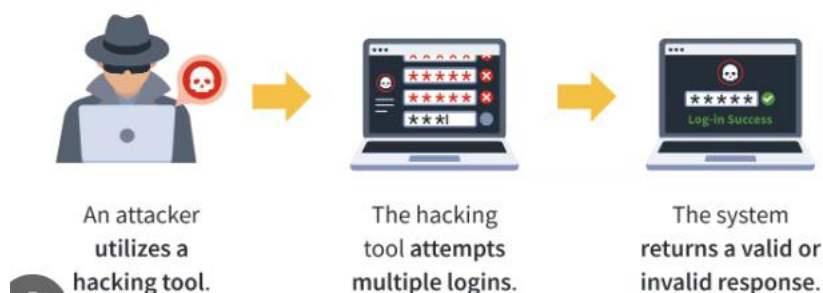 *****
*****
***
*****
Log-in Success
An attacker
utilizes a
hacking tool.
The hacking
tool attempts
multiple logins.
The system
returns a valid or
invalid response.